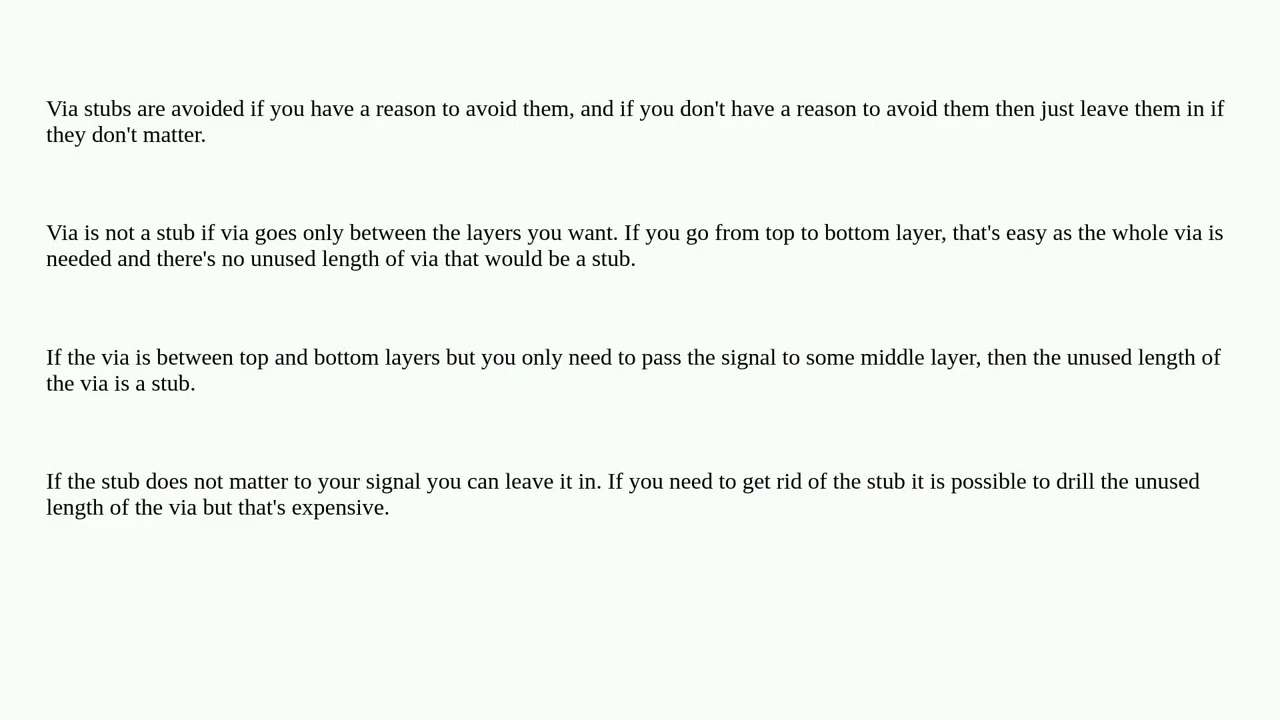 Via stubs are avoided if you have a reason to avoid them, and if you don't have a reason to avoid them then just leave them in if
they don't matter.
Via is not a stub if via goes only between the layers you want. If you go from top to bottom layer, that's easy as the whole via is
needed and there's no unused length of via that would be a stub.
If the via is between top and bottom layers but you only need to pass the signal to some middle layer, then the unused length of
the via is a stub.
If the stub does not matter to your signal you can leave it in. If you need to get rid of the stub it is possible to drill the unused
length of the via but that's expensive.